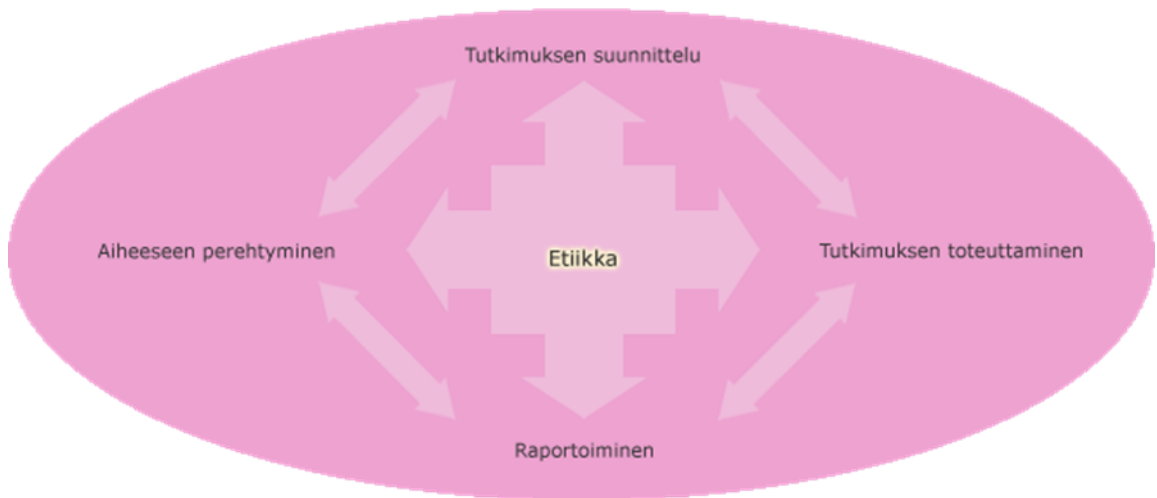 Tutkimuksen suunnittelu
Aiheeseen perehtyminen
Etiikka
Tutkimuksen toteuttaminen
Raportoiminen